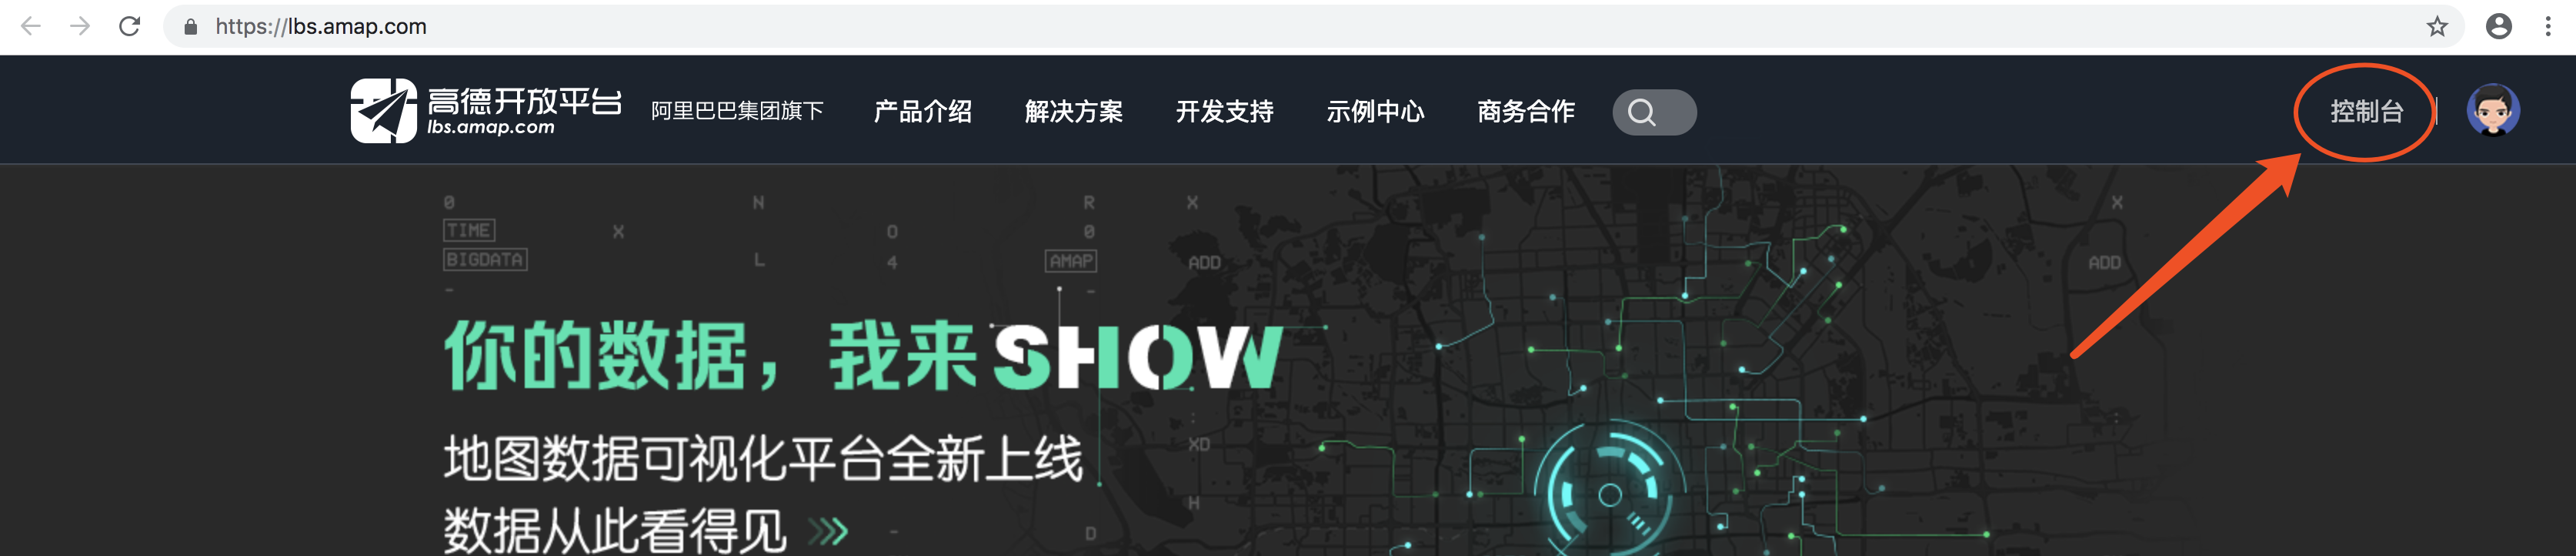 https://lbs.amap.com
高德开放平台
lbs.amap.com
阿里巴巴集团旗下
产品介绍
解决方案
开发支持
示例中心
商务合作
控制台
0 N R X X
TIME X O 0
BIGDATA L 4 AMAP ADD ADD
- -
你的数据，我来SHOW
:
地图数据可视化平台全新上线
XD
H
数据从此看得见 - D